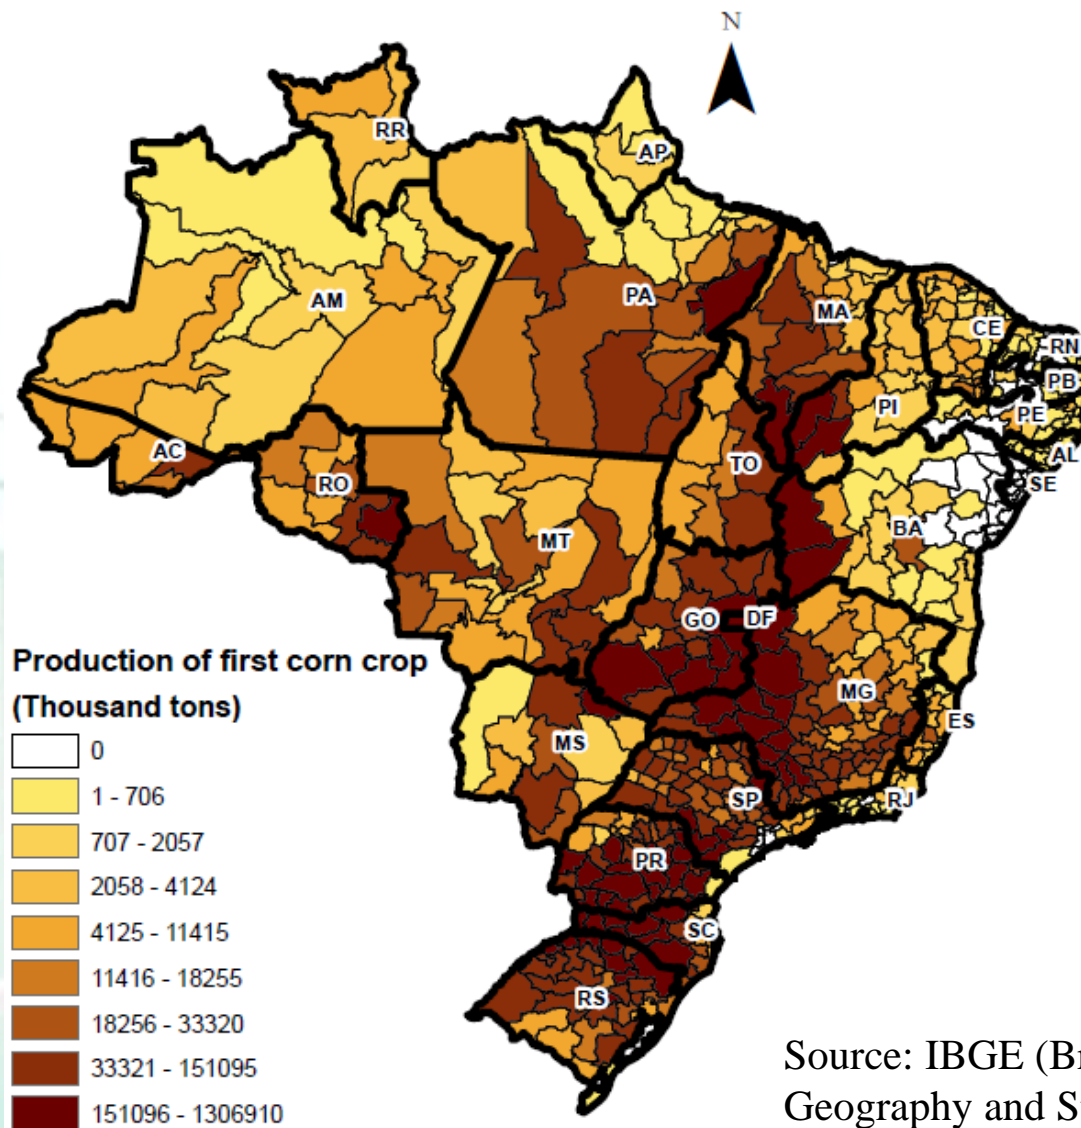 N
RR
AP
AM
PA
MA
CE
RN
PB
PI
PE
AC
TO
AL
RO
SE
BA
MT
GO
DF
Production of first corn crop
(Thousand tons)
MG
ES
MS
0
1 - 706
SP
RJ
707 - 2057
PR
2058 - 4124
4125 - 11415
SC
11416 - 18255
RS
18256 - 33320
33321 - 151095
151096 - 1306910
Source: IBGE
Geography and